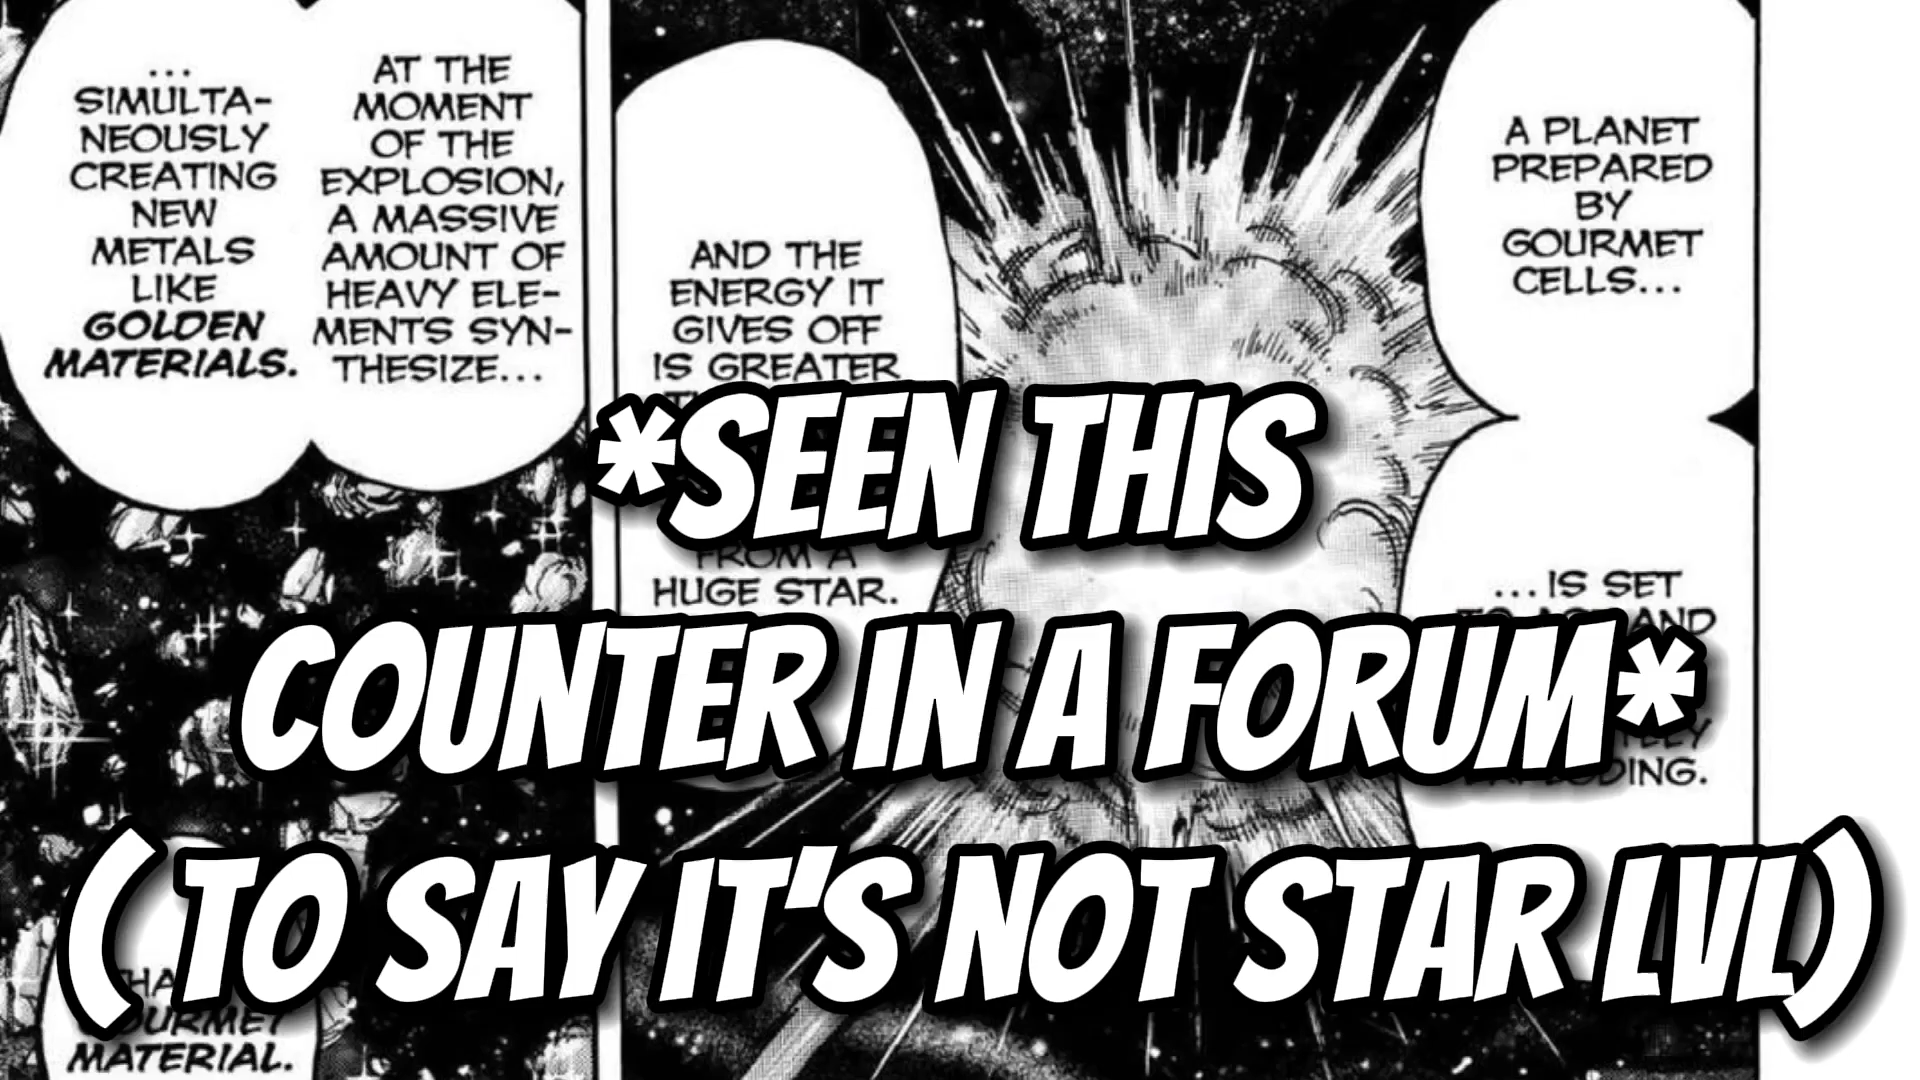 A PLANET
PREPARED
BY
GOURMET
CELLS...
...IS SET
AND
EXPLODING.
AND THE
ENERGY IT
GIVES OFF
IS GREATER
FROM A
HUGE STAR.
AT THE
MOMENT
OF THE
EXPLOSION,
A MASSIVE
AMOUNT OF
HEAVY ELE-
MENTS SYN-
THESIZE...
...
SIMULTA-
NEOUSLY
CREATING
NEW
METALS
LIKE
GOLDEN
MATERIALS.
GOURMET
MATERIAL.
*SEEN THIS
COUNTER IN A FORUM*
( TO SAY IT'S NOT STAR LVL)